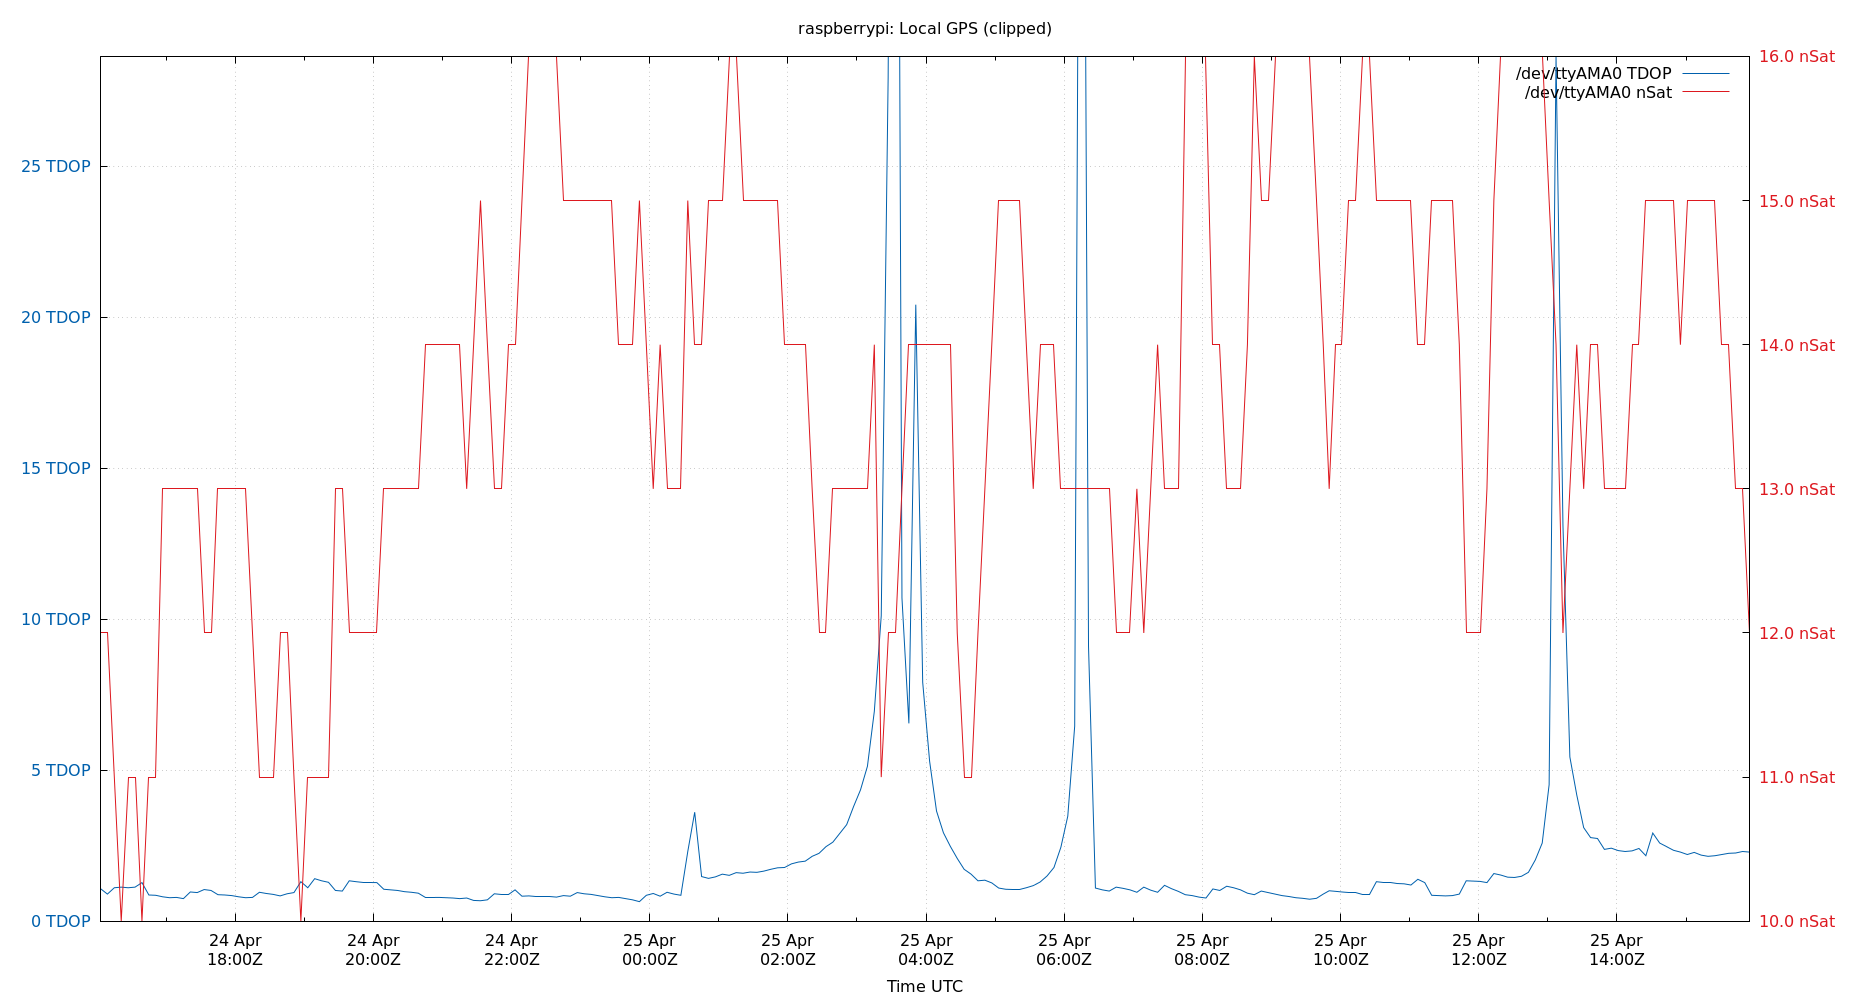 raspberrypi: Local GPS (clipped)
/dev/ttyAMA0 TDOP
/dev/ttyAMA0 nSat
25 TDOP
20 TDOP
15 TDOP
10 TDOP
5 TDOP
0 TDOP
16.0 nSat
15.0 nSat
14.0 nSat
13.0 nSat
12.0 nSat
11.0 nSat
10.0 nSat
24 Apr
18:00Z
24 Apr
20:00Z
24 Apr
22:00Z
25 Apr
00:00Z
25 Apr
02:00Z
25 Apr
04:00Z
25 Apr
06:00Z
25 Apr
08:00Z
25 Apr
10:00Z
25 Apr
12:00Z
25 Apr
14:00Z
Time UTC